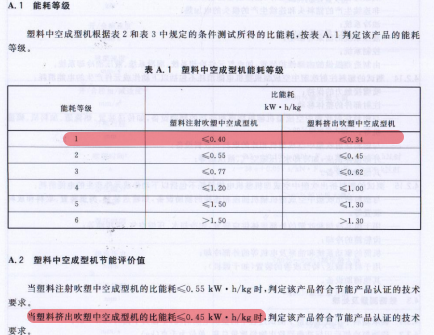 A.1 能耗等级
塑料中空成型机根据表 2 和表 3 中规定的条件测试所得的比能耗,按表 A.1 判定该产品的能耗
等级。
表 A.1 塑料中空成型机能耗等级
能耗等级
比能耗
kW·h/kg
塑料注射吹塑中空成型机 塑料挤出吹塑中空成型机
1 ≤0.40 ≤0.34
2 ≤0.55 ≤0.45
3 ≤0.77 ≤0.62
4 ≤1.20 ≤1.00
5 ≤1.50 ≤1.30
6 >1.50 >1.30
A.2 塑料中空成型机节能评价值
当塑料注射吹塑中空成型机的比能耗≤0.55 kW·h/kg 时,判定该产品符合节能产品认证的技术
要求。
当塑料挤出吹塑中空成型机的比能耗≤0.45 kW·h/kg 时,判定该产品符合节能产品认证的技术
要求。